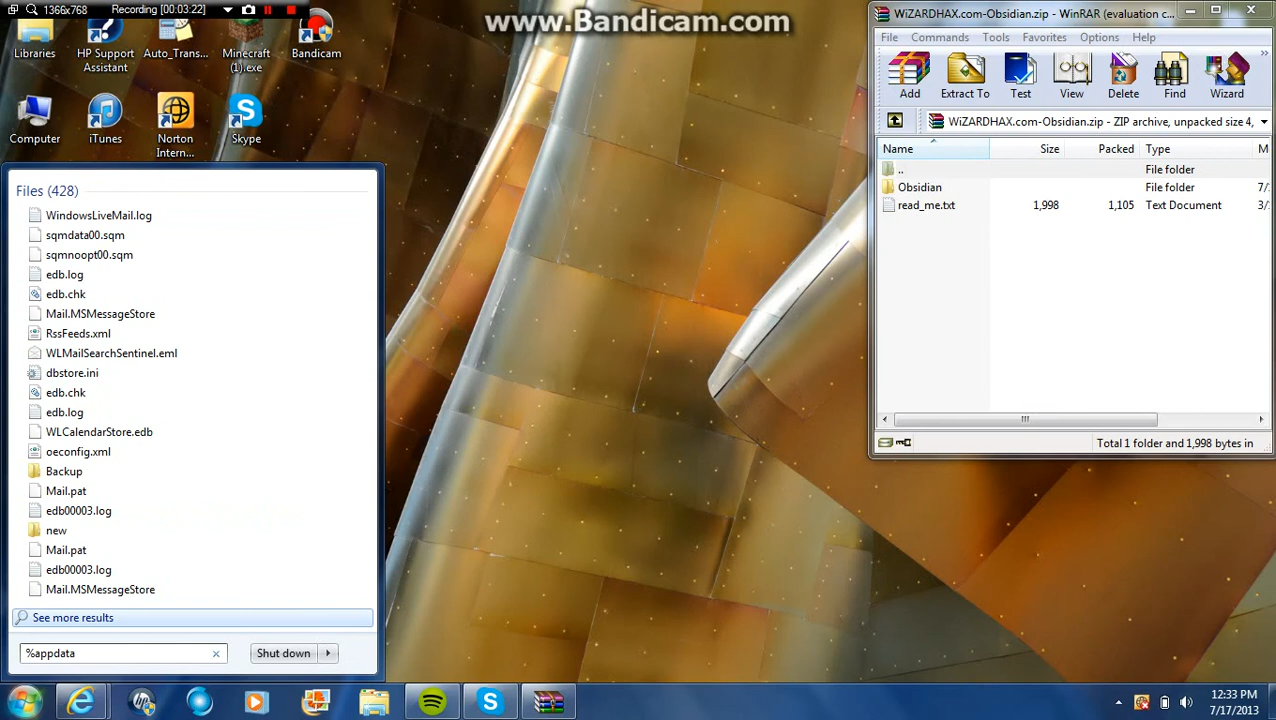 1366x768 Recording [00:03:22]
www.Bandicam.com
Libraries
HP Support Assistant
Auto_Trans...
Minecraft (1).exe
Bandicam
Computer
iTunes
Norton Intern...
Skype
Files (428)
WindowsLiveMail.log
sqmdata00.sqm
sqmnoopt00.sqm
edb.log
edb.chk
Mail.MSMessageStore
RssFeeds.xml
WLMailSearchSentinel.eml
dbstore.ini
edb.chk
edb.log
WLCalendarStore.edb
oeconfig.xml
Backup
Mail.pat
edb00003.log
new
Mail.pat
edb00003.log
Mail.MSMessageStore
See more results
%appdata
Shut down
WiZARDHAX.com-Obsidian.zip - WinRAR (evaluation c...
File Commands Tools Favorites Options Help
Add Extract To Test View Delete Find Wizard
WiZARDHAX.com-Obsidian.zip - ZIP archive, unpacked size 4,
Name Size Packed Type M
.. File folder
Obsidian File folder 7/
read_me.txt 1,998 1,105 Text Document 3/
Total 1 folder and 1,998 bytes in
12:33 PM
7/17/2013